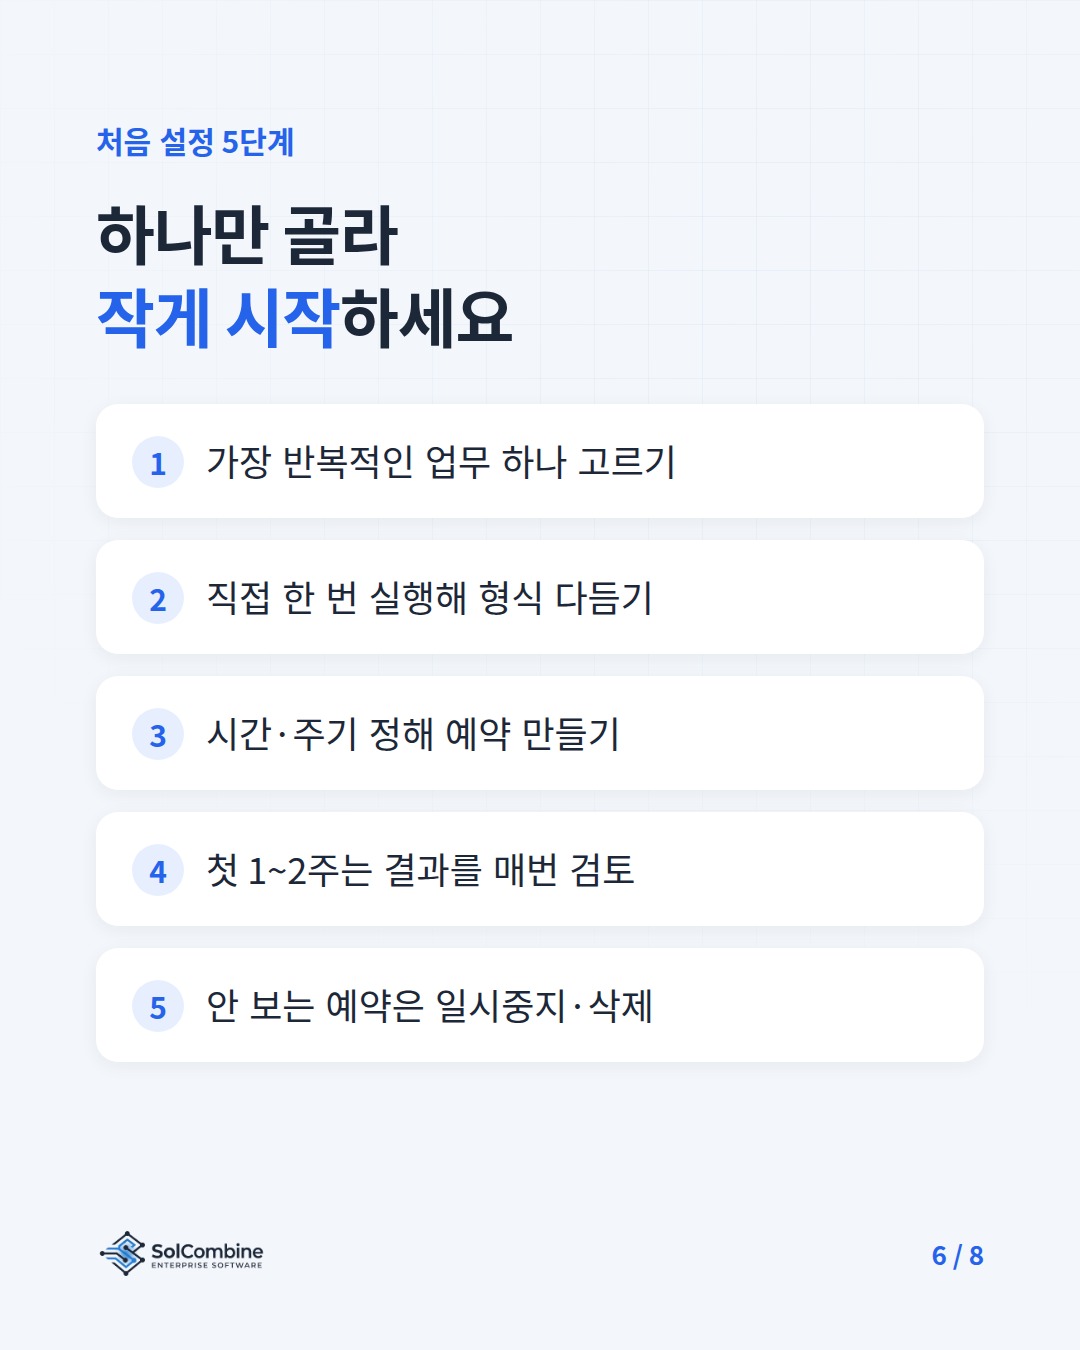 처음 설정 5단계
하나만 골라
작게 시작하세요
1 가장 반복적인 업무 하나 고르기
2 직접 한 번 실행해 형식 다듬기
3 시간·주기 정해 예약 만들기
4 첫 1~2주는 결과를 매번 검토
5 안 보는 예약은 일시중지·삭제
SolCombine
ENTERPRISE SOFTWARE
6 / 8